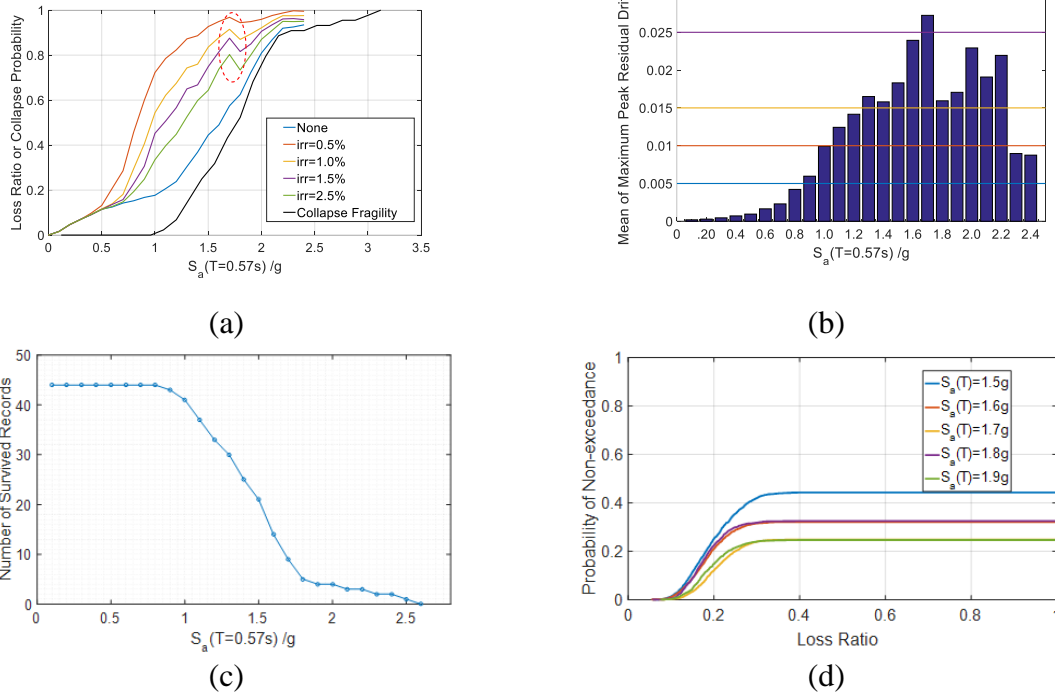 Loss Ratio or Collapse Probability
1
0.8
0.6
0.4
0.2
0
None
irr=0.5%
irr=1.0%
irr=1.5%
irr=2.5%
Collapse Fragility
0 0.5 1 1.5 2 2.5 3 3.5
Sa(T=0.57s) /g
(a)
Mean of Maximum Peak Residual Drif
0.025
0.02
0.015
0.01
0.005
0
0 .20 0.4 0.6 0.8 1.0 1.2 1.4 1.6 1.8 2.0 2.2 2.4
Sa(T=0.57s) /g
(b)
Number of Survived Records
50
40
30
20
10
0
0 0.5 1 1.5 2 2.5
Sa(T=0.57s) /g
(c)
Probability of Non-exceedance
1
0.8
0.6
0.4
0.2
0
Sa(T)=1.5g
Sa(T)=1.6g
Sa(T)=1.7g
Sa(T)=1.8g
Sa(T)=1.9g
0 0.2 0.4 0.6 0.8 1
Loss Ratio
(d)